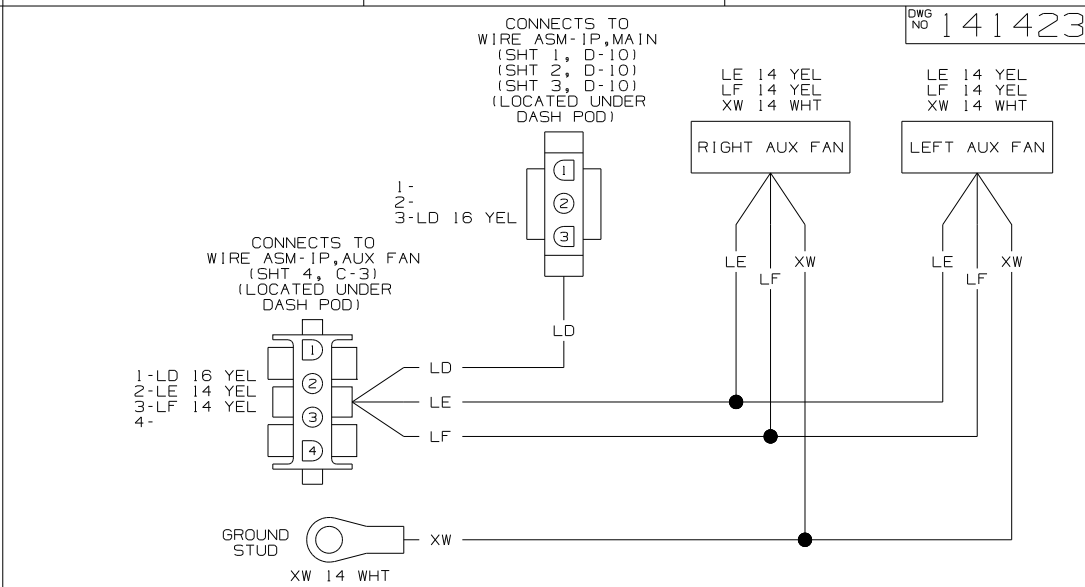 DWG NO 141423
CONNECTS TO
WIRE ASM-IP,MAIN
(SHT 1, D-10)
(SHT 2, D-10)
(SHT 3, D-10)
(LOCATED UNDER
DASH POD)
1
2
3
1-
2-
3-LD 16 YEL
LD
LE 14 YEL
LF 14 YEL
XW 14 WHT
RIGHT AUX FAN
LE
LF
XW
LE 14 YEL
LF 14 YEL
XW 14 WHT
LEFT AUX FAN
LE
LF
XW
CONNECTS TO
WIRE ASM-IP,AUX FAN
(SHT 4, C-3)
(LOCATED UNDER
DASH POD)
1
2
3
4
1-LD 16 YEL
2-LE 14 YEL
3-LF 14 YEL
4-
LD
LE
LF
GROUND
STUD
XW
XW 14 WHT